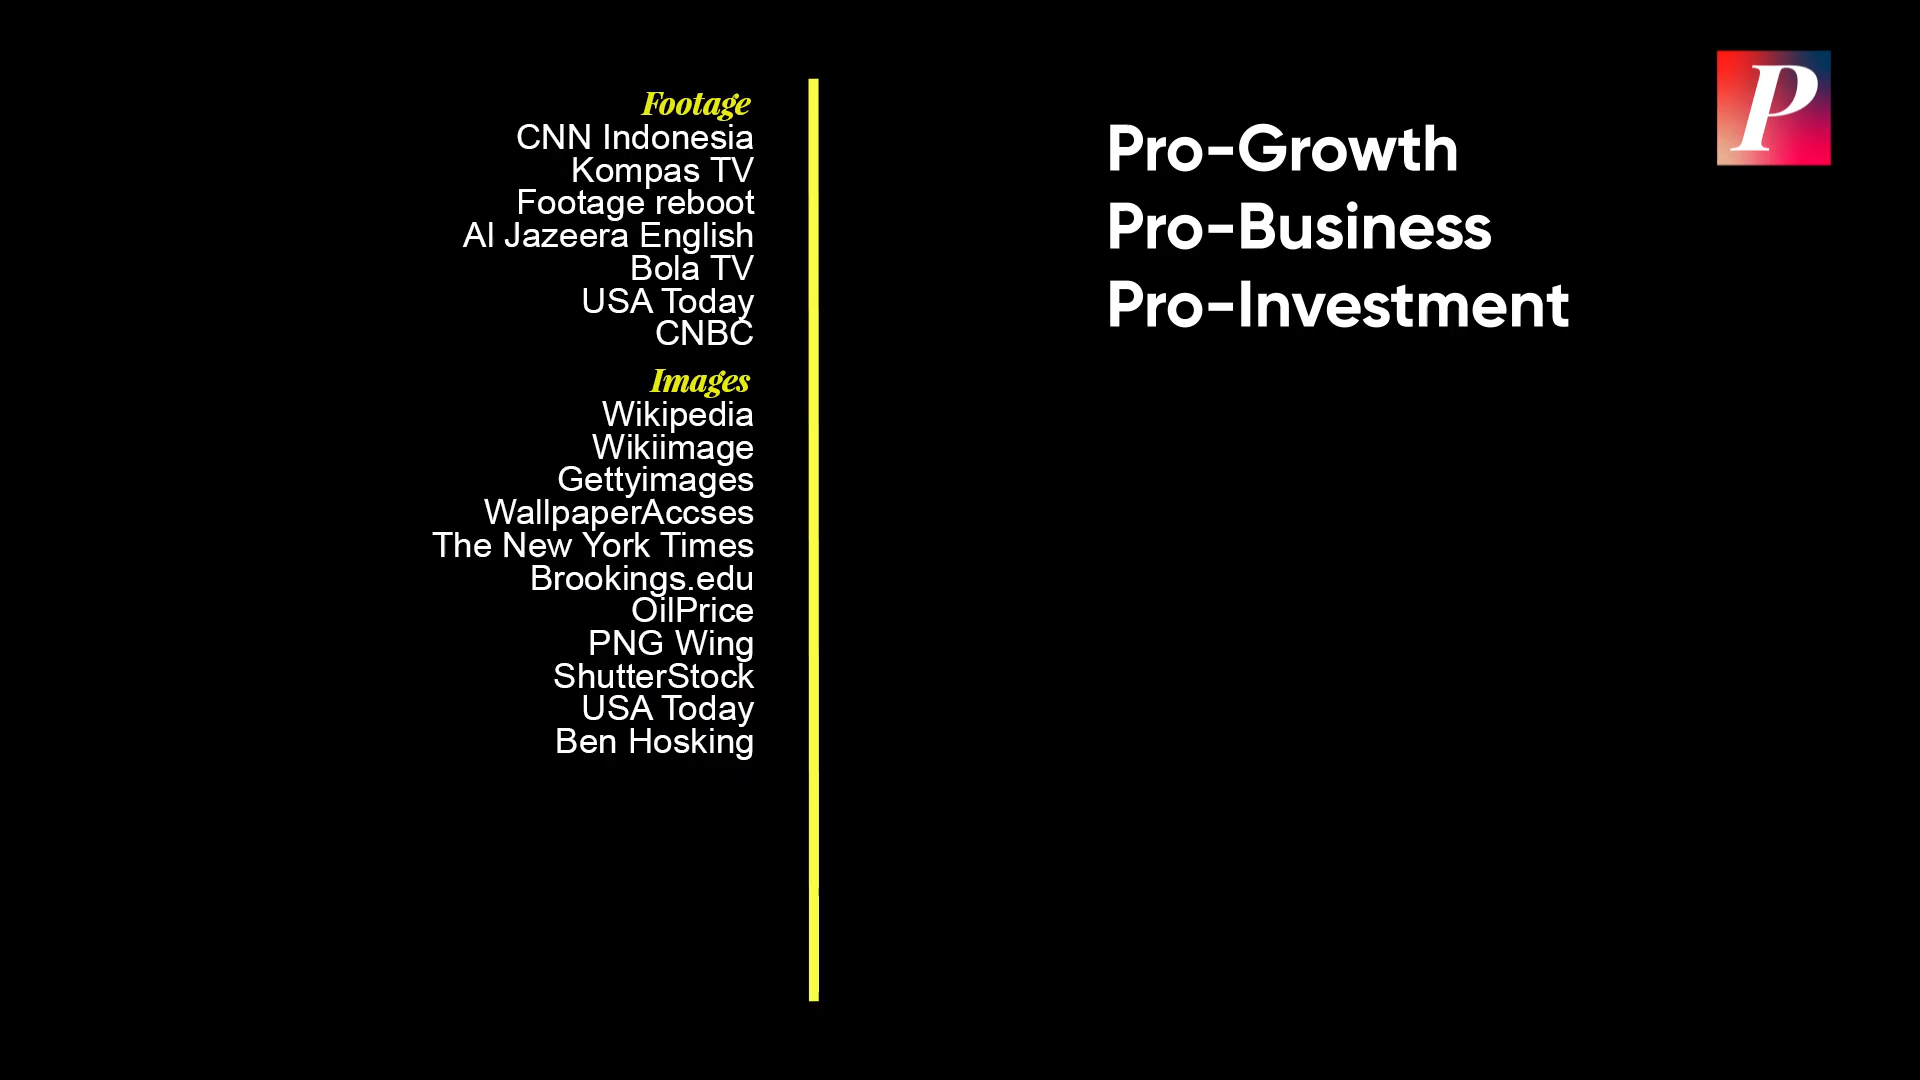 Footage
CNN Indonesia
Kompas TV
Footage reboot
Al Jazeera English
Bola TV
USA Today
CNBC
Images
Wikipedia
Wikiimage
Gettyimages
WallpaperAccses
The New York Times
Brookings.edu
OilPrice
PNG Wing
ShutterStock
USA Today
Ben Hosking
Pro-Growth
Pro-Business
Pro-Investment
P